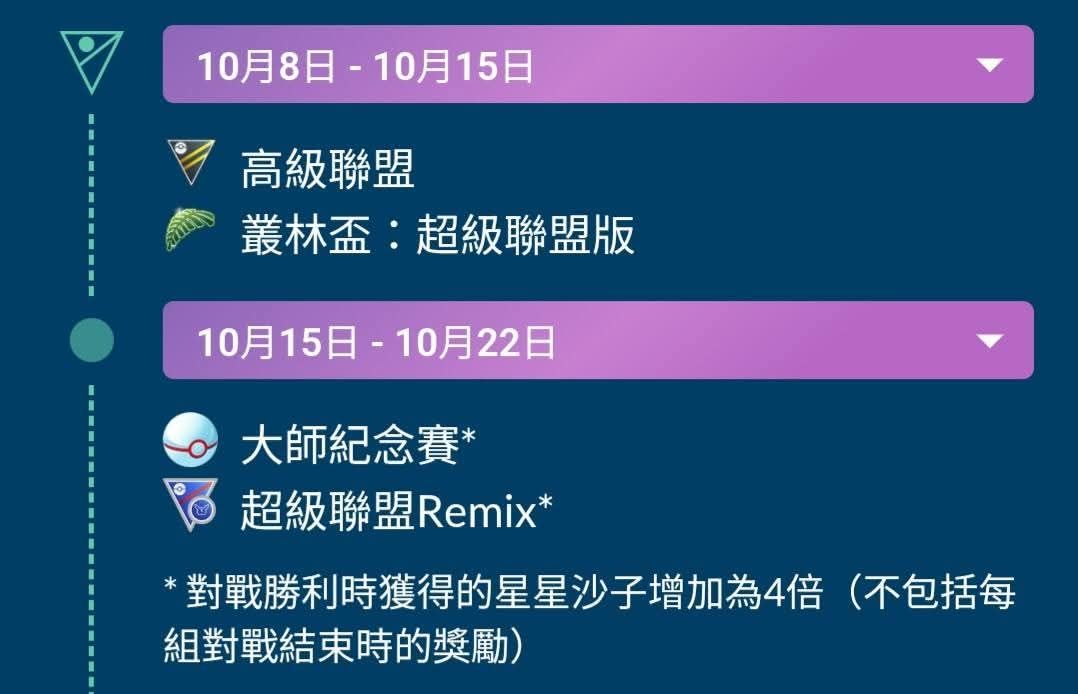 10月8日 - 10月15日
高級聯盟
叢林盃：超級聯盟版
10月15日 - 10月22日
大師紀念賽*
超級聯盟Remix*
* 對戰勝利時獲得的星星沙子增加為4倍（不包括每
組對戰結束時的獎勵）